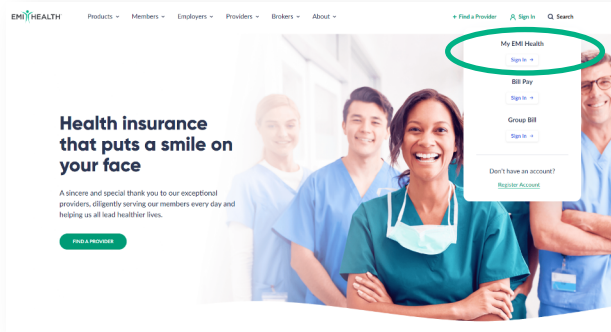 EMI HEALTH
Products Members Employers Providers Brokers About
+ Find a Provider Sign In Search
My EMI Health
Sign In →
Bill Pay
Sign In →
Group Bill
Sign In →
Don't have an account?
Register Account
Health insurance
that puts a smile on
your face
A sincere and special thank you to our exceptional
providers, diligently serving our members every day and
helping us all lead healthier lives.
FIND A PROVIDER